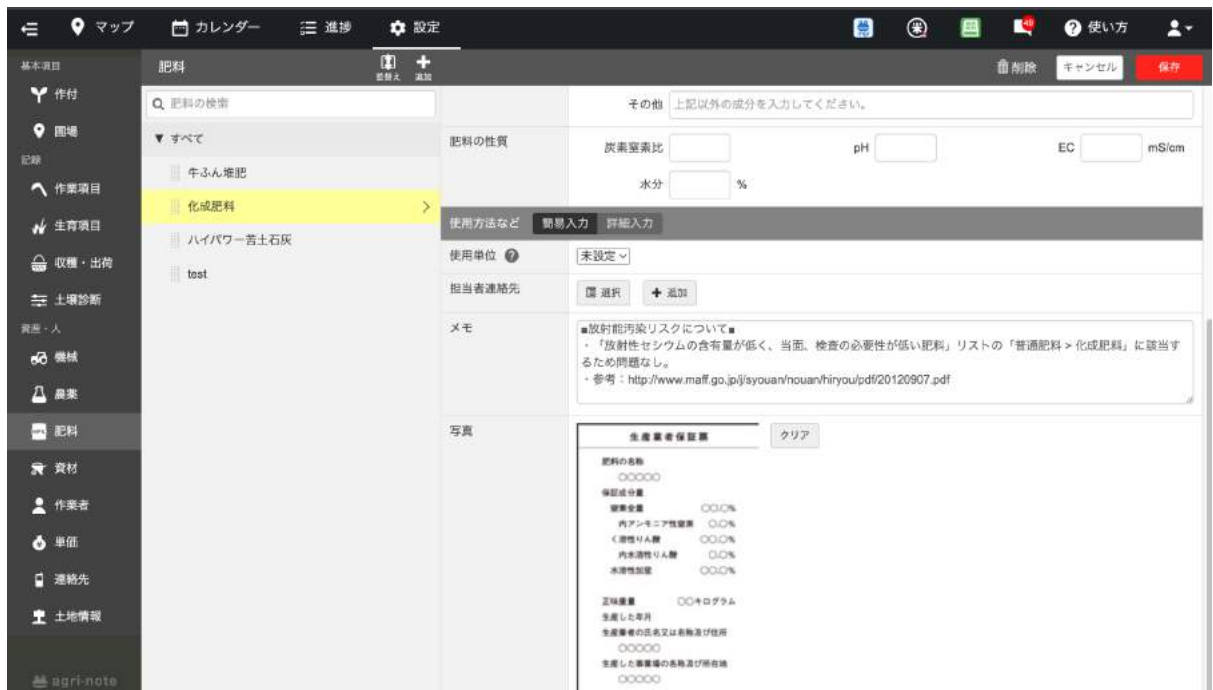 マップ
カレンダー
進捗
設定
48
使い方
基本項目
作付
圃場
記録
作業項目
生育項目
収穫・出荷
土壌診断
資産・人
機械
農薬
肥料
資材
作業者
単価
連絡先
土地情報
agri-note
肥料
並替え
追加
削除
キャンセル
保存
肥料の検索
▼ すべて
牛ふん堆肥
化成肥料
ハイパワー苦土石灰
test
その他 上記以外の成分を入力してください。
肥料の性質
炭素窒素比
pH
EC
mS/cm
水分
%
使用方法など 簡易入力 詳細入力
使用単位
未設定
担当者連絡先
選択
追加
メモ
■放射能汚染リスクについて■
・「放射性セシウムの含有量が低く、当面、検査の必要性が低い肥料」リストの「普通肥料 > 化成肥料」に該当するため問題なし。
・参考：http://www.maff.go.jp/j/syouan/nouan/hiryou/pdf/20120907.pdf
写真
クリア
生産業者保証票
肥料の名称
○○○○○
保証成分量
窒素全量 ○○.○%
内アンモニア性窒素 ○.○%
く溶性りん酸 ○○.○%
内水溶性りん酸 ○.○%
水溶性加里 ○○.○%
正味重量 ○○キログラム
生産した年月
生産業者の氏名又は名称及び住所
○○○○○
生産した事業場の名称及び所在地
○○○○○